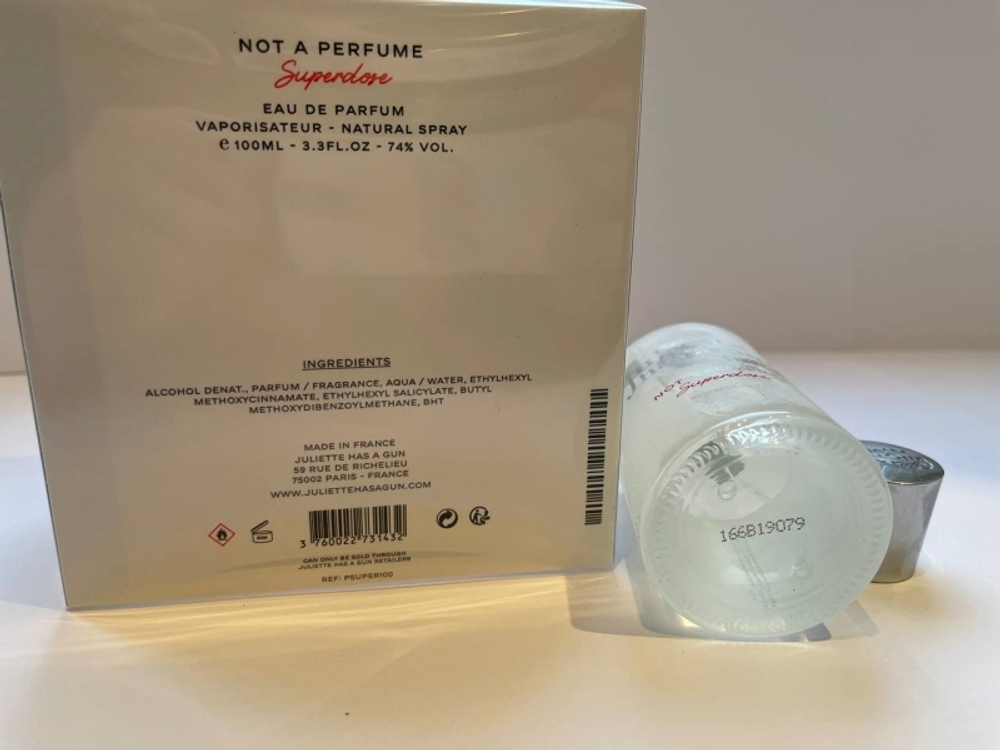 NOT A PERFUME
Superdose
EAU DE PARFUM
VAPORISATEUR - NATURAL SPRAY
e 100ML - 3.3FL.OZ - 74% VOL.
INGREDIENTS
ALCOHOL DENAT., PARFUM / FRAGRANCE, AQUA / WATER, ETHYLHEXYL
METHOXYCINNAMATE, ETHYLHEXYL SALICYLATE, BUTYL
METHOXYDIBENZOYLMETHANE, BHT
MADE IN FRANCE
JULIETTE HAS A GUN
59 RUE DE RICHELIEU
75002 PARIS - FRANCE
WWW.JULIETTEHASAGUN.COM
3 760022 731432
CAN ONLY BE SOLD THROUGH
JULIETTE HAS A GUN RETAILERS
REF: PSUPER100
NOT
Superdose
166B19079